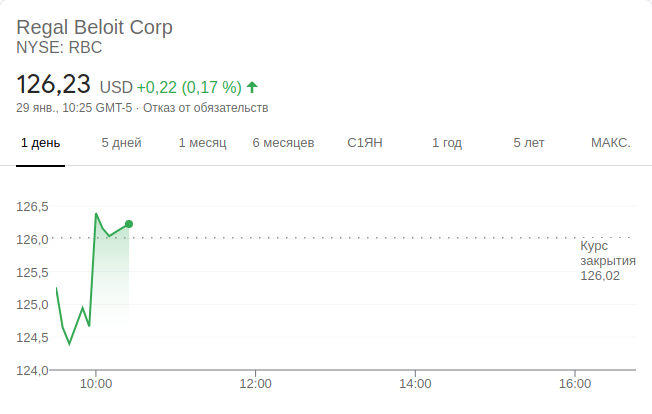 Regal Beloit Corp
NYSE: RBC
126,23 USD +0,22 (0,17 %)
29 янв., 10:25 GMT-5 · Отказ от обязательств
1 день 5 дней 1 месяц 6 месяцев С1ЯН 1 год 5 лет МАКС.
126,5
126,0
Курс
закрытия
125,5
126,02
125,0
124,5
124,0
10:00 12:00 14:00 16:00